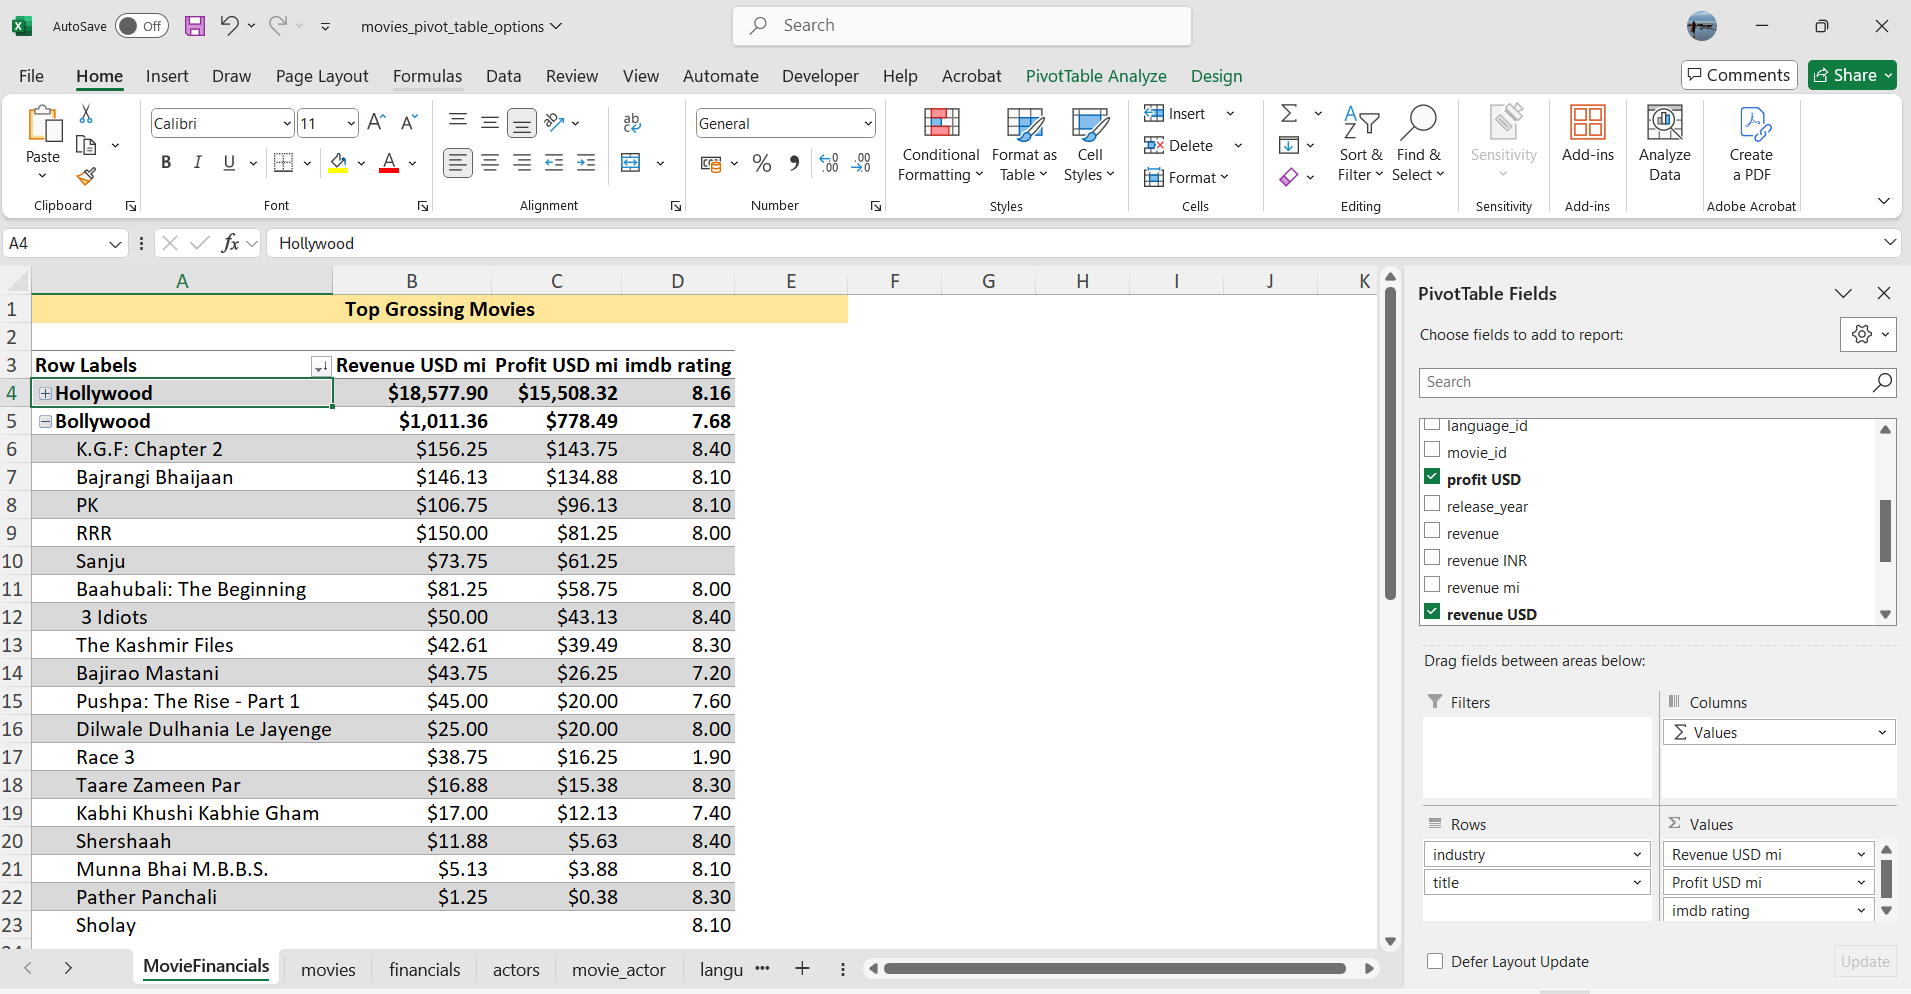 AutoSave Off movies_pivot_table_options Search
File Home Insert Draw Page Layout Formulas Data Review View Automate Developer Help Acrobat PivotTable Analyze Design Comments Share
Paste
Clipboard
Calibri 11
B I U
Font
Alignment
General
Number
Conditional Formatting
Format as Table
Cell Styles
Styles
Insert
Delete
Format
Cells
Sort & Filter
Find & Select
Editing
Sensitivity
Sensitivity
Add-ins
Add-ins
Analyze Data
Create a PDF
Adobe Acrobat
A4 fx Hollywood
A B C D E F G H I J K
1 Top Grossing Movies
2
3 Row Labels Revenue USD mi Profit USD mi imdb rating
4 Hollywood $18,577.90 $15,508.32 8.16
5 Bollywood $1,011.36 $778.49 7.68
6 K.G.F: Chapter 2 $156.25 $143.75 8.40
7 Bajrangi Bhaijaan $146.13 $134.88 8.10
8 PK $106.75 $96.13 8.10
9 RRR $150.00 $81.25 8.00
10 Sanju $73.75 $61.25
11 Baahubali: The Beginning $81.25 $58.75 8.00
12 3 Idiots $50.00 $43.13 8.40
13 The Kashmir Files $42.61 $39.49 8.30
14 Bajirao Mastani $43.75 $26.25 7.20
15 Pushpa: The Rise - Part 1 $45.00 $20.00 7.60
16 Dilwale Dulhania Le Jayenge $25.00 $20.00 8.00
17 Race 3 $38.75 $16.25 1.90
18 Taare Zameen Par $16.88 $15.38 8.30
19 Kabhi Khushi Kabhie Gham $17.00 $12.13 7.40
20 Shershaah $11.88 $5.63 8.40
21 Munna Bhai M.B.B.S. $5.13 $3.88 8.10
22 Pather Panchali $1.25 $0.38 8.30
23 Sholay 8.10
MovieFinancials movies financials actors movie_actor langu ...
PivotTable Fields
Choose fields to add to report:
Search
language_id
movie_id
profit USD
release_year
revenue
revenue INR
revenue mi
revenue USD
Drag fields between areas below:
Filters
Columns
Σ Values
Rows
industry
title
Σ Values
Revenue USD mi
Profit USD mi
imdb rating
Defer Layout Update Update